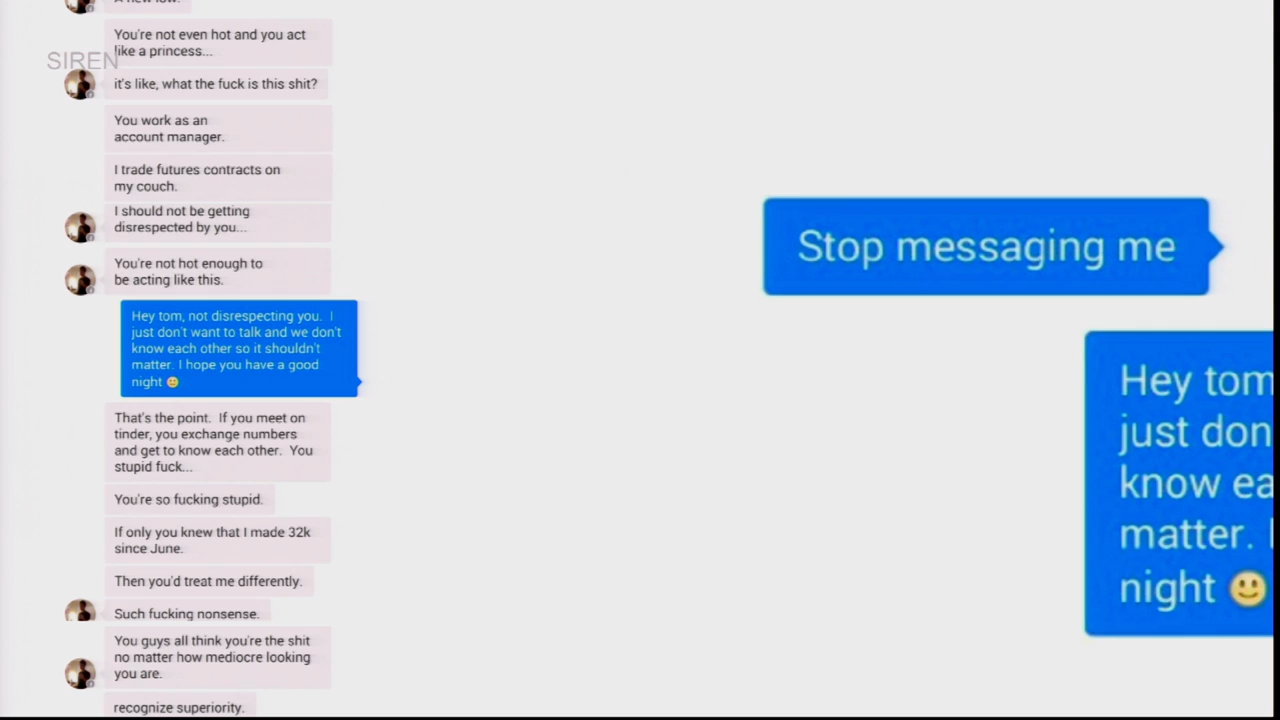 A new low.
You're not even hot and you act
like a princess...
SIREN
it's like, what the fuck is this shit?
You work as an
account manager.
I trade futures contracts on
my couch.
I should not be getting
disrespected by you...
You're not hot enough to
be acting like this.
Hey tom, not disrespecting you. I
just don't want to talk and we don't
know each other so it shouldn't
matter. I hope you have a good
night 🙂
That's the point. If you meet on
tinder, you exchange numbers
and get to know each other. You
stupid fuck...
You're so fucking stupid.
If only you knew that I made 32k
since June.
Then you'd treat me differently.
Such fucking nonsense.
You guys all think you're the shit
no matter how mediocre looking
you are.
recognize superiority.
Stop messaging me
Hey tom
just don
know ea
matter. I
night 🙂